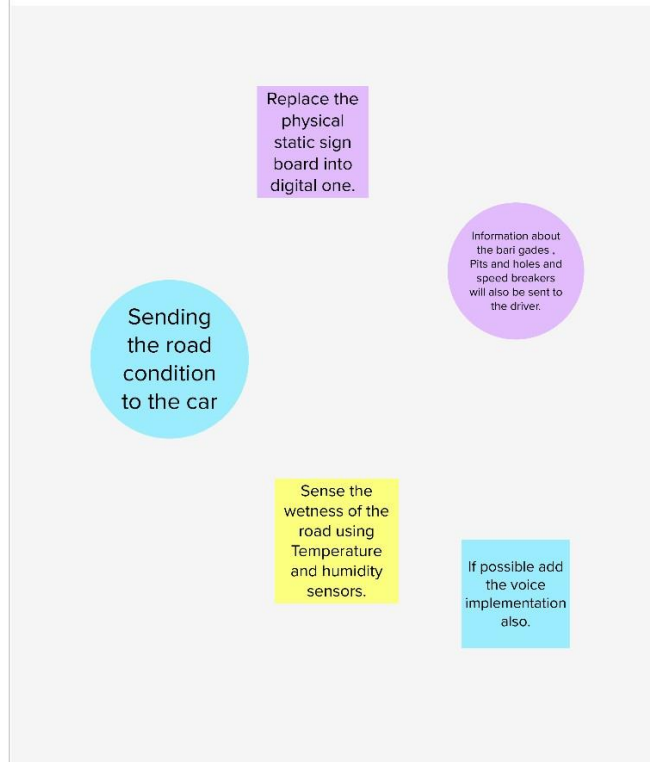 Replace the
physical
static sign
board into
digital one.
Information about
the bari gades ,
Pits and holes and
speed breakers
will also be sent to
the driver.
Sending
the road
condition
to the car
Sense the
wetness of the
road using
Temperature
and humidity
sensors.
If possible add
the voice
implementation
also.